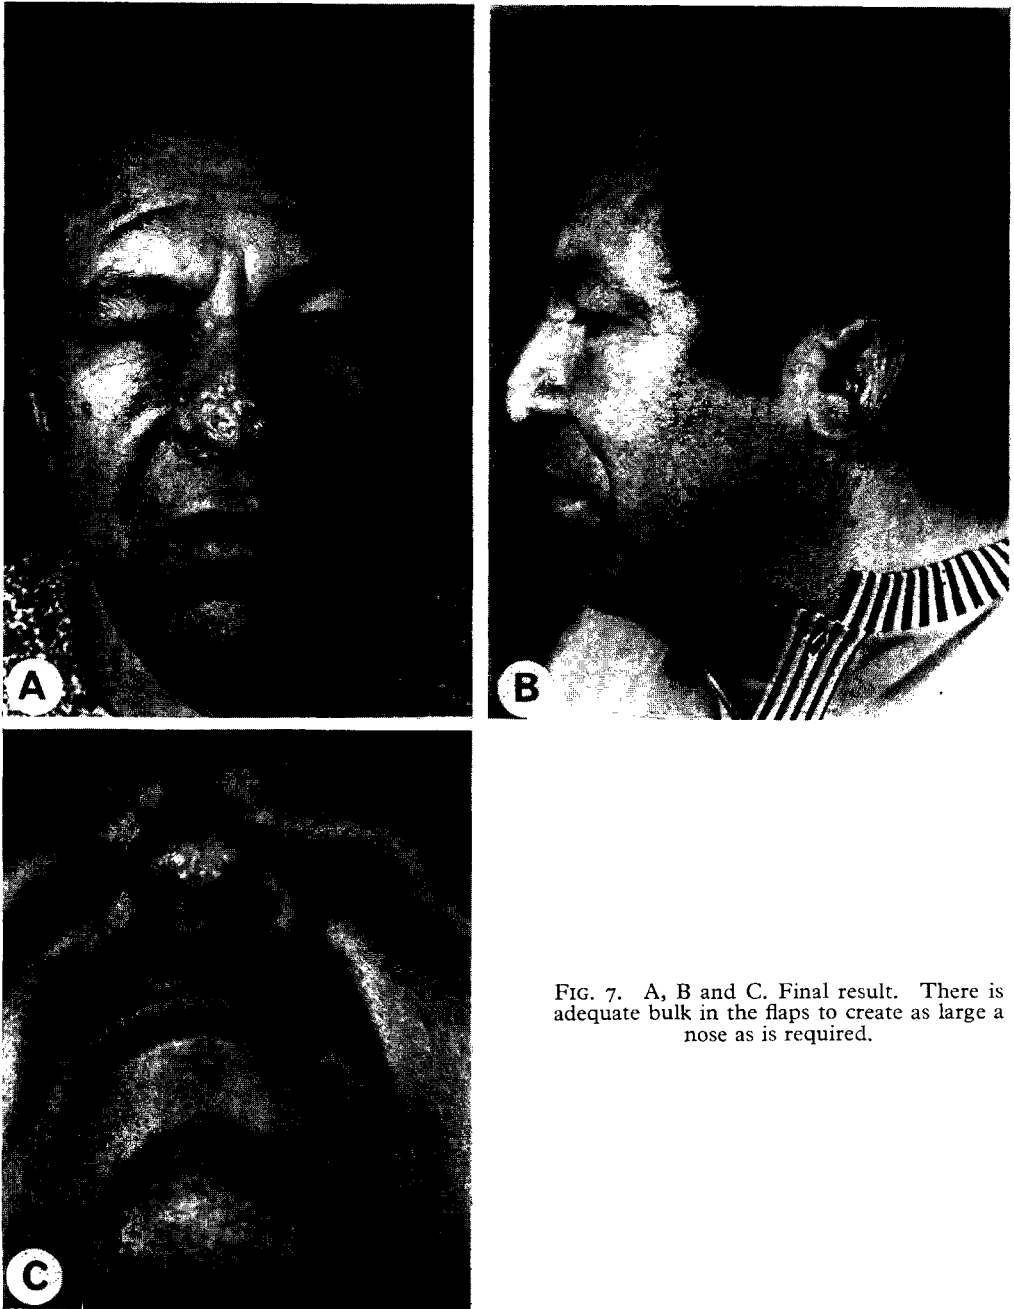 A
B
C
FIG. 7. A, B and C. Final result. There is
adequate bulk in the flaps to create as large a
nose as is required.